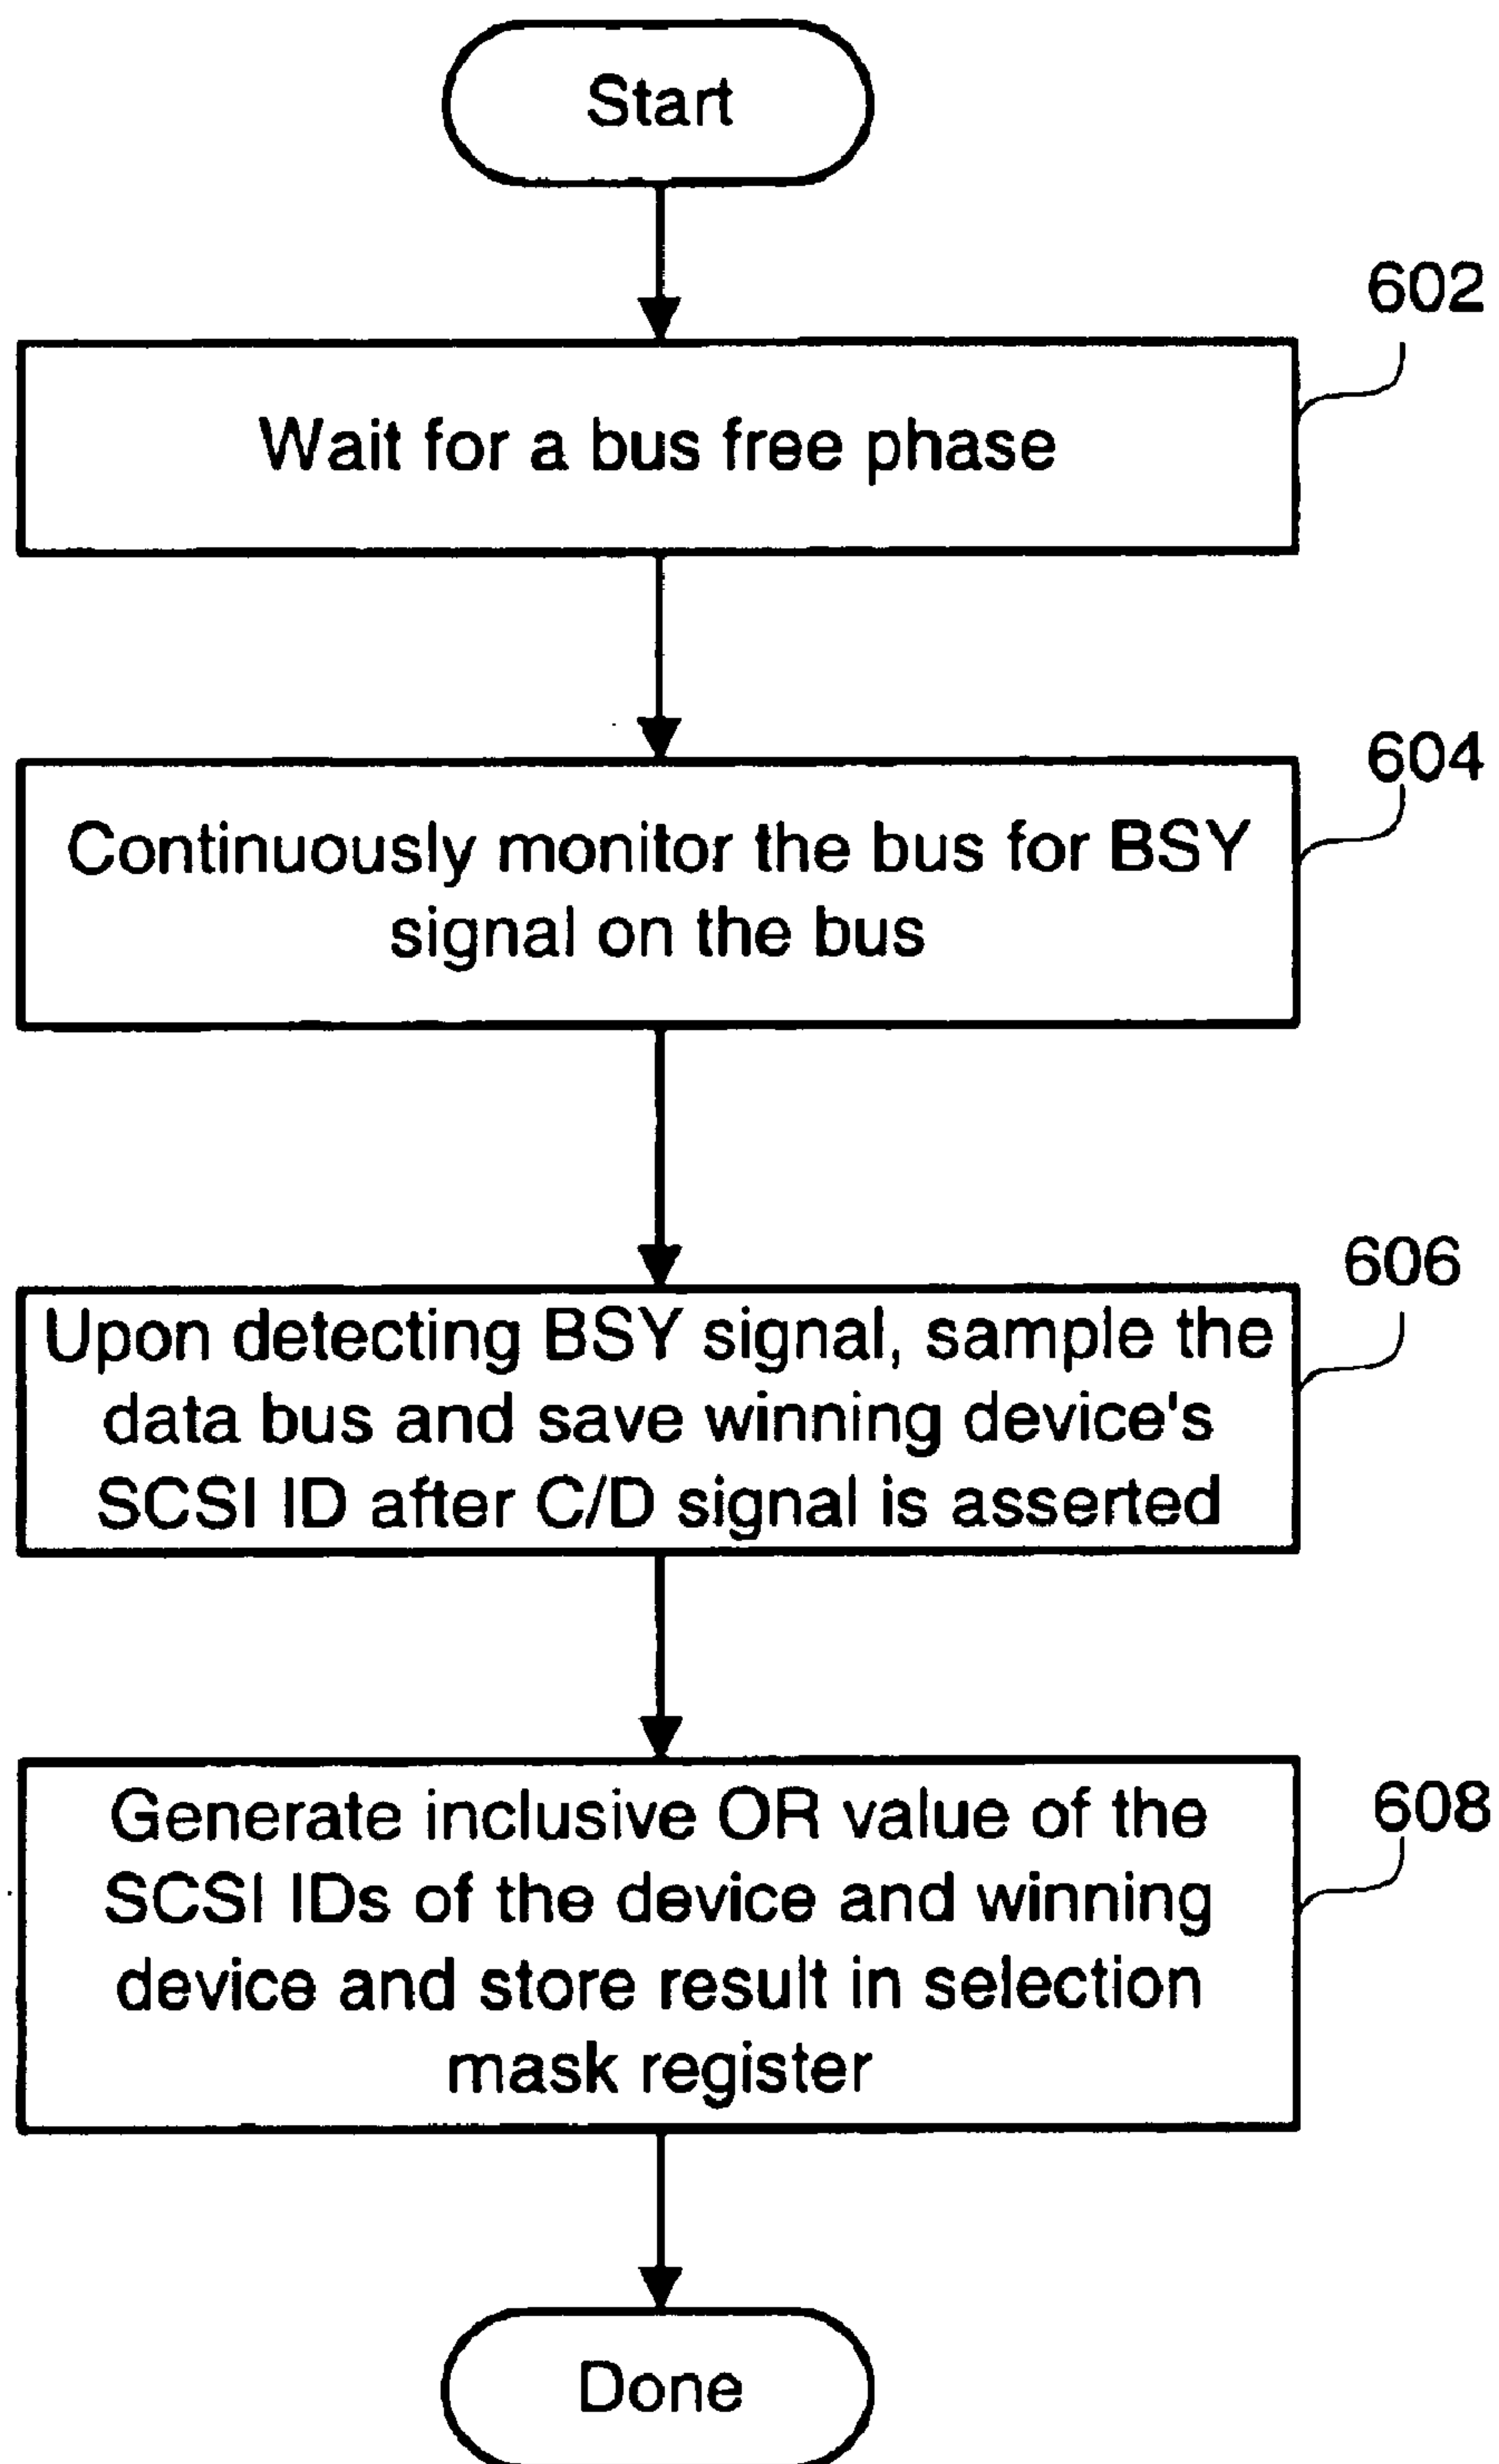 Start
602
Wait for a bus free phase
604
Continuously monitor the bus for BSY
signal on the bus
606
Upon detecting BSY signal, sample the
data bus and save winning device's
SCSI ID after C/D signal is asserted
608
Generate inclusive OR value of the
SCSI IDs of the device and winning
device and store result in selection
mask register
Done